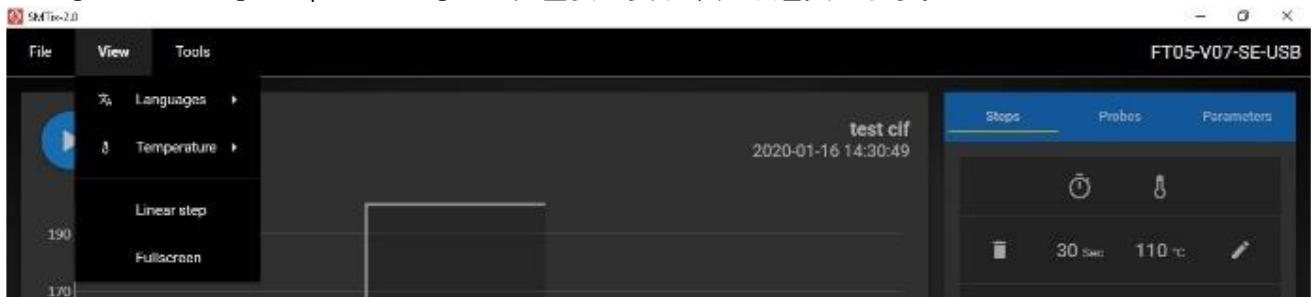 SMTis-2.0
File View Tools
FT05-V07-SE-USB
Languages
Temperature
Linear step
Fullscreen
test clf
2020-01-16 14:30:49
190
170
Steps Probes Parameters
30 Sec 110 °C